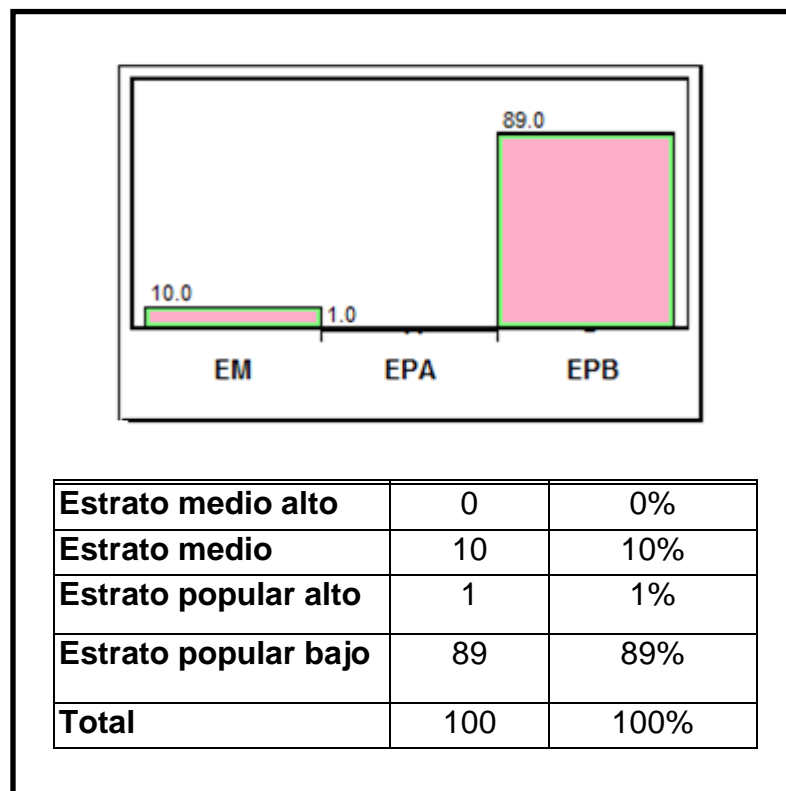 89.0
10.0
1.0
EM EPA EPB
Estrato medio alto 0 0%
Estrato medio 10 10%
Estrato popular alto 1 1%
Estrato popular bajo 89 89%
Total 100 100%